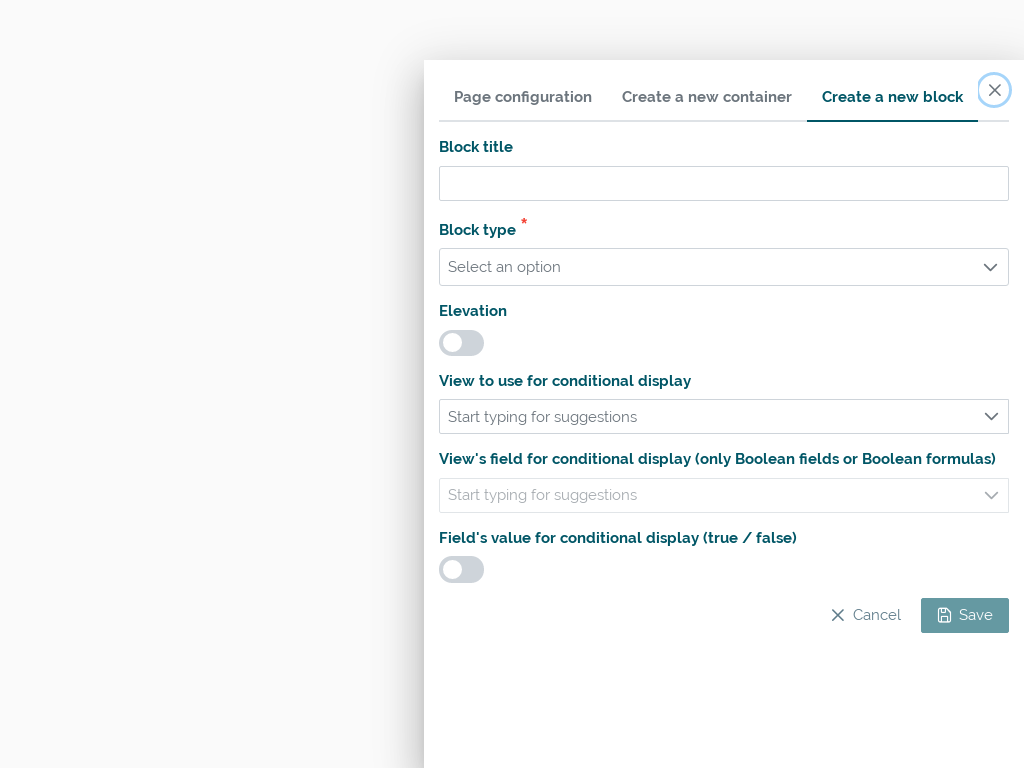 Page configuration
Create a new container
Create a new block
Block title
Block type *
Select an option
Elevation
View to use for conditional display
Start typing for suggestions
View's field for conditional display (only Boolean fields or Boolean formulas)
Start typing for suggestions
Field's value for conditional display (true / false)
Cancel
Save